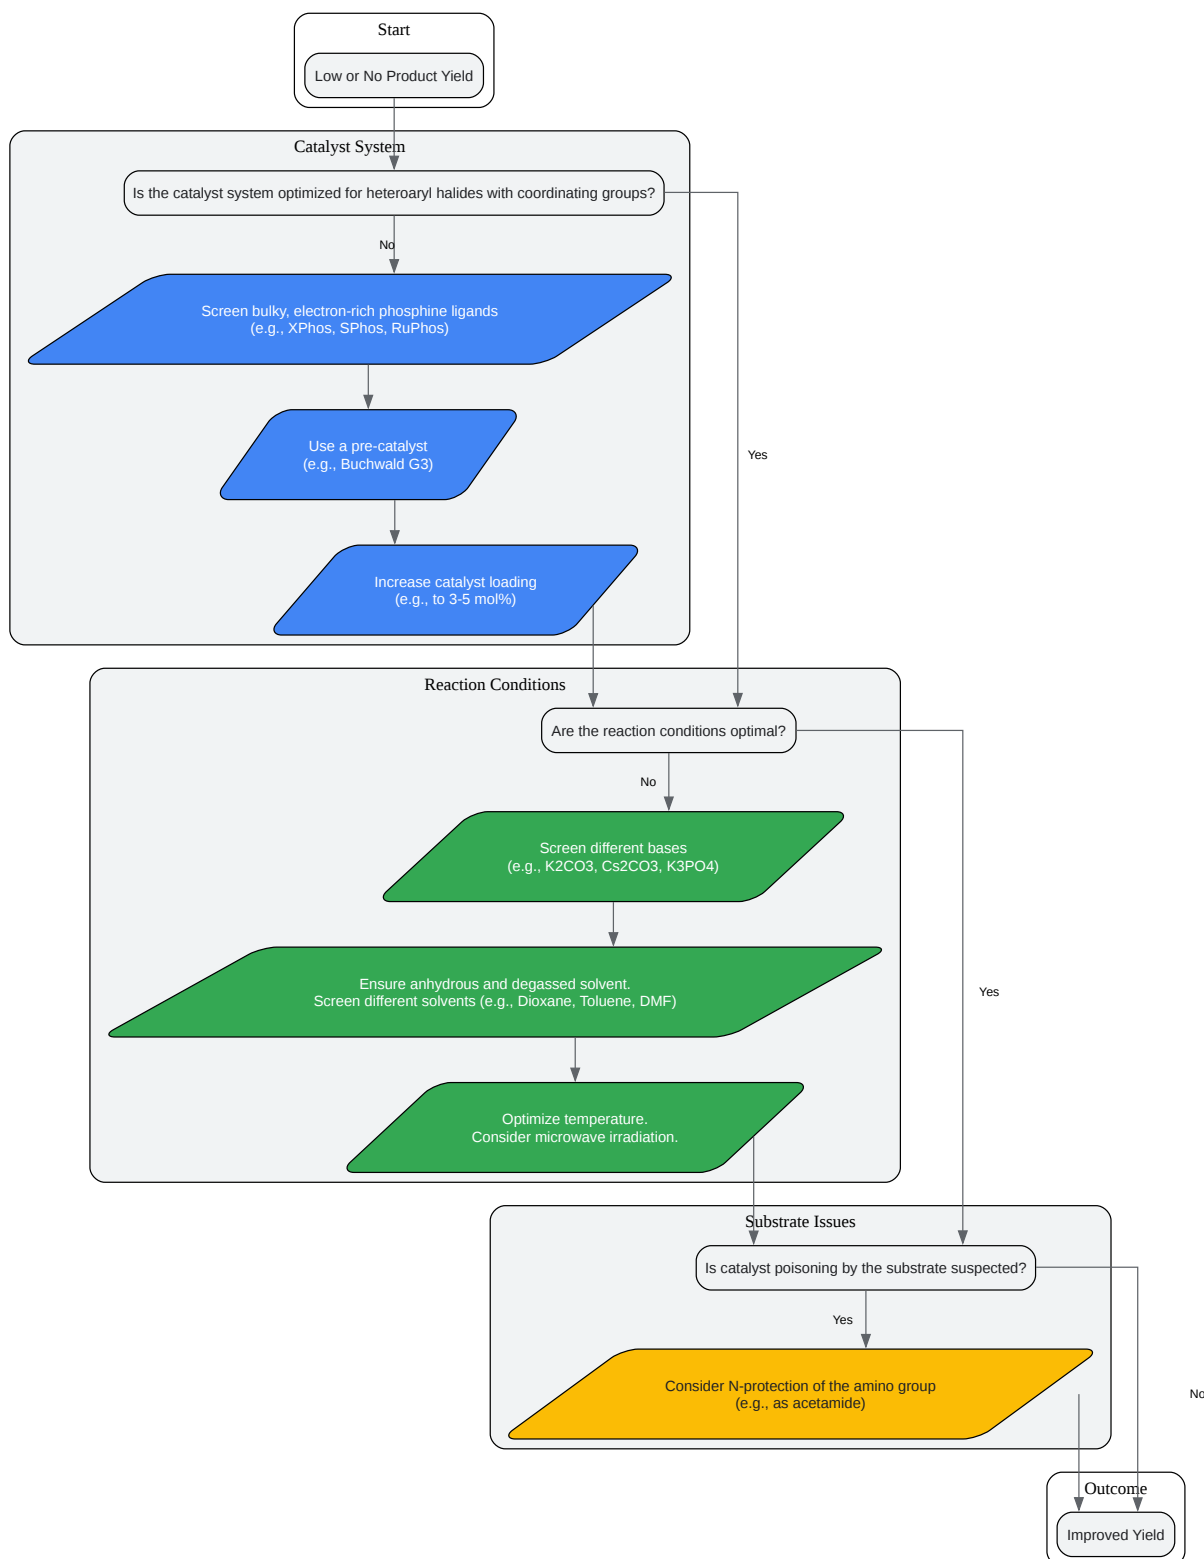 Start
Low or No Product Yield
Catalyst System
Is the catalyst system optimized for heteroaryl halides with coordinating groups?
No
Screen bulky, electron-rich phosphine ligands
(e.g., XPhos, SPhos, RuPhos)
Use a pre-catalyst
(e.g., Buchwald G3)
Yes
Increase catalyst loading
(e.g., to 3-5 mol%)
Reaction Conditions
Are the reaction conditions optimal?
No
Screen different bases
(e.g., K2CO3, Cs2CO3, K3PO4)
Ensure anhydrous and degassed solvent.
Screen different solvents (e.g., Dioxane, Toluene, DMF)
Yes
Optimize temperature.
Consider microwave irradiation.
Substrate Issues
Is catalyst poisoning by the substrate suspected?
Yes
Consider N-protection of the amino group
(e.g., as acetamide)
No
Outcome
Improved Yield